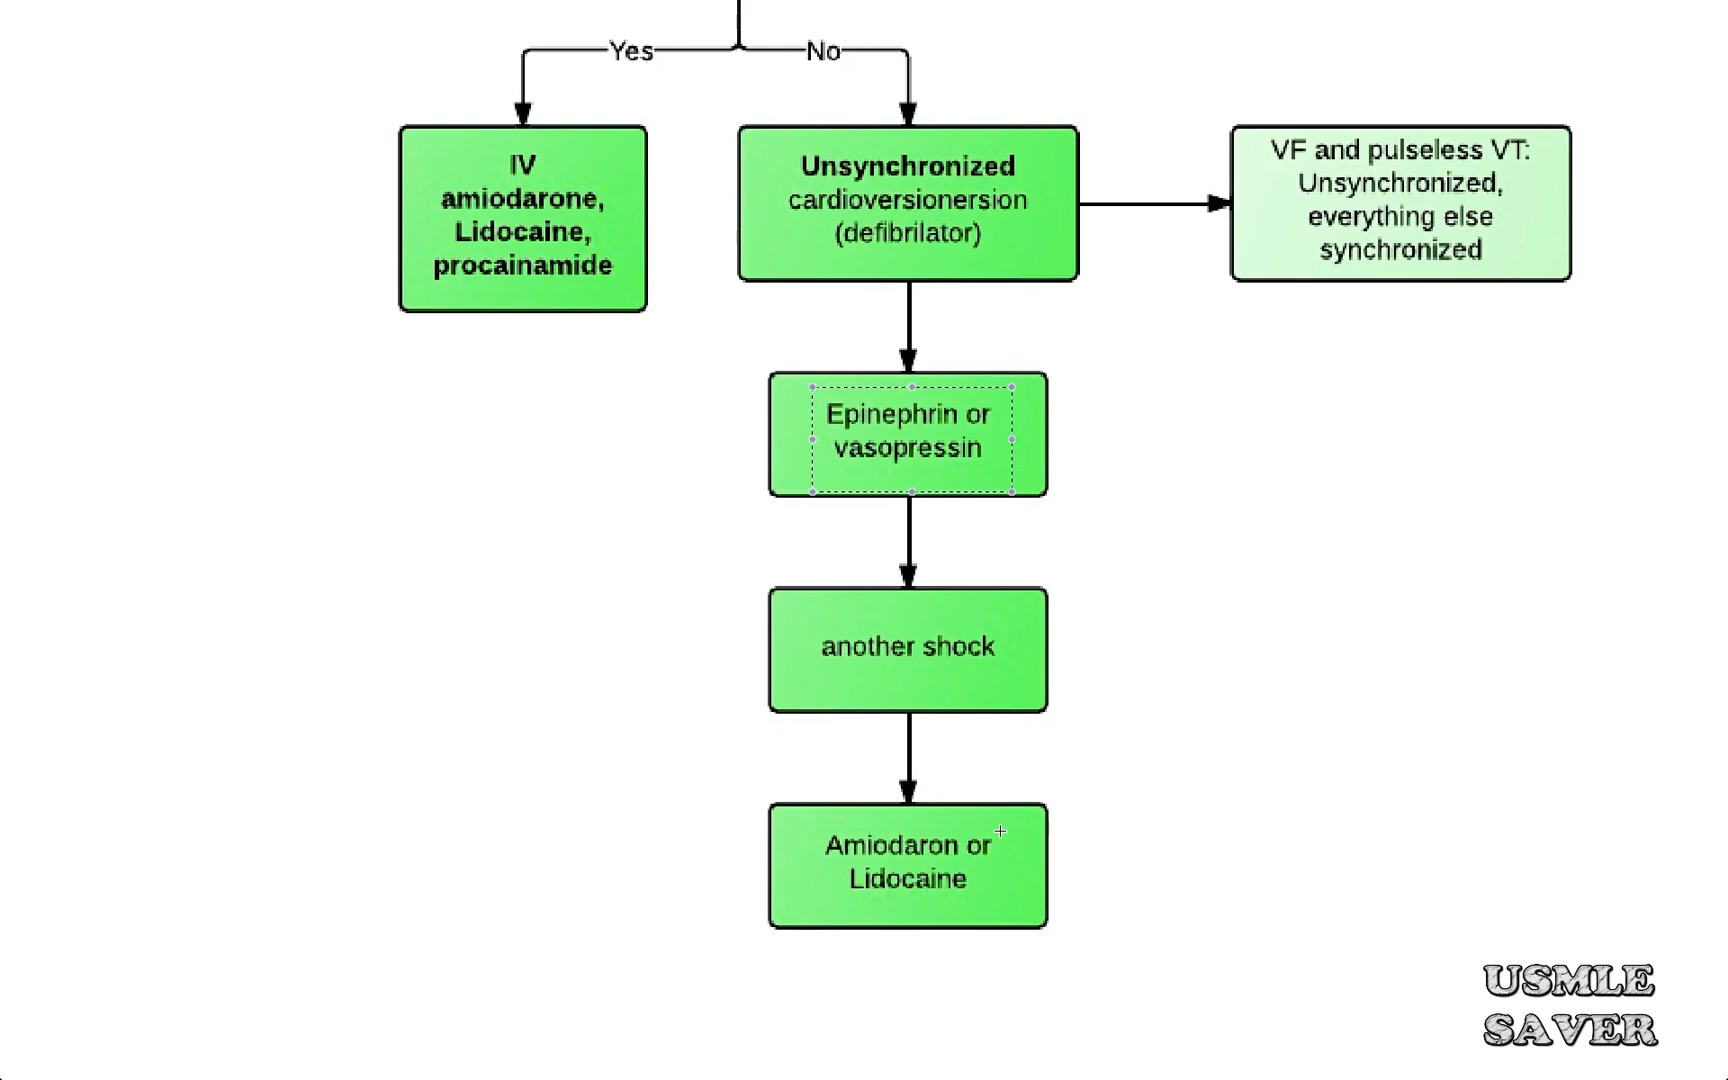 Yes
No
IV
amiodarone,
Lidocaine,
procainamide
Unsynchronized
cardioversionersion
(defibrilator)
VF and pulseless VT:
Unsynchronized,
everything else
synchronized
Epinephrin or
vasopressin
another shock
Amiodaron or
Lidocaine
USMLE
SAVER